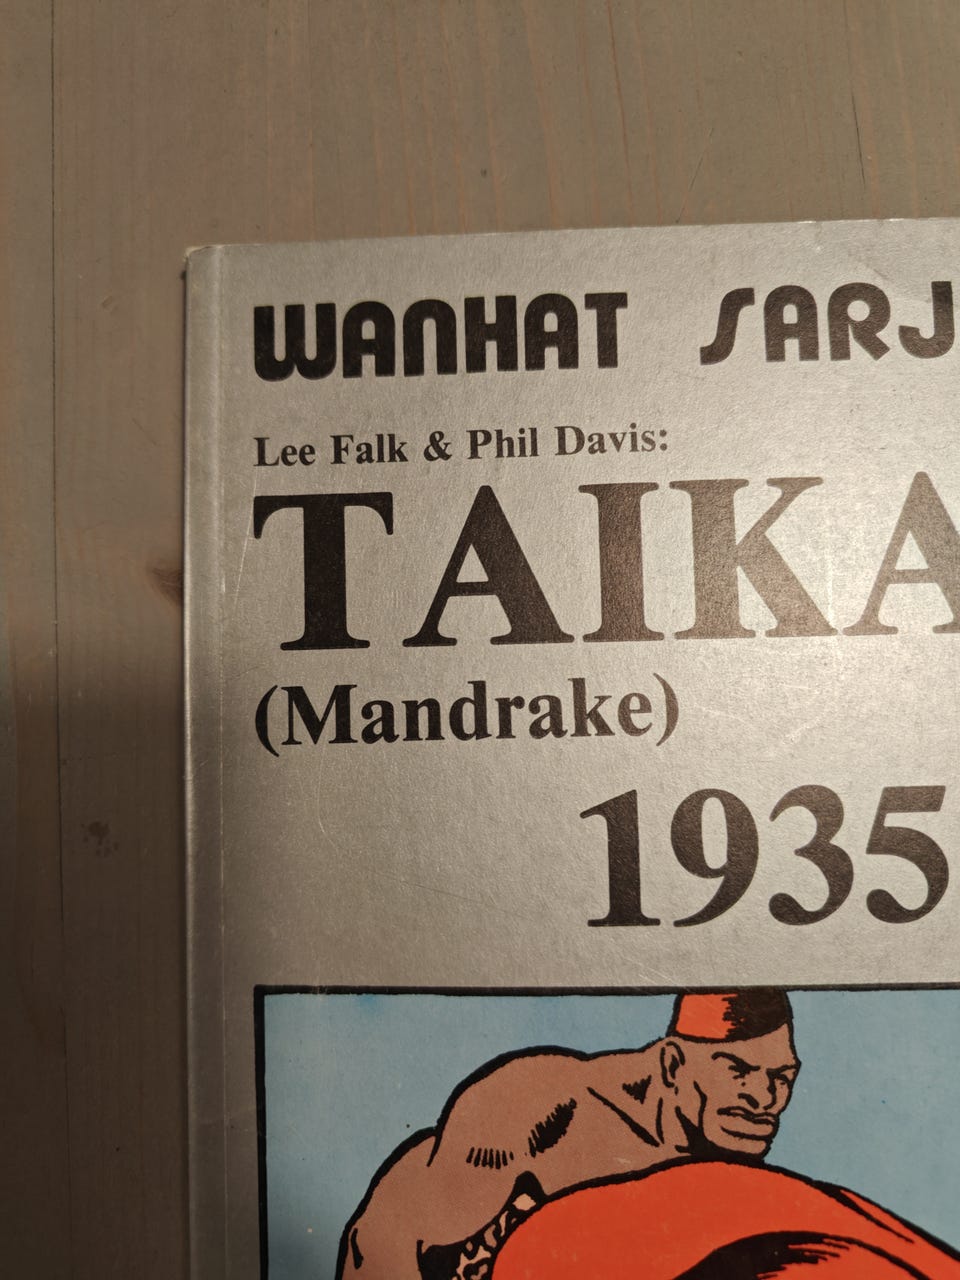 WANHAT SARJ
Lee Falk & Phil Davis:
TAIKA
(Mandrake)
1935